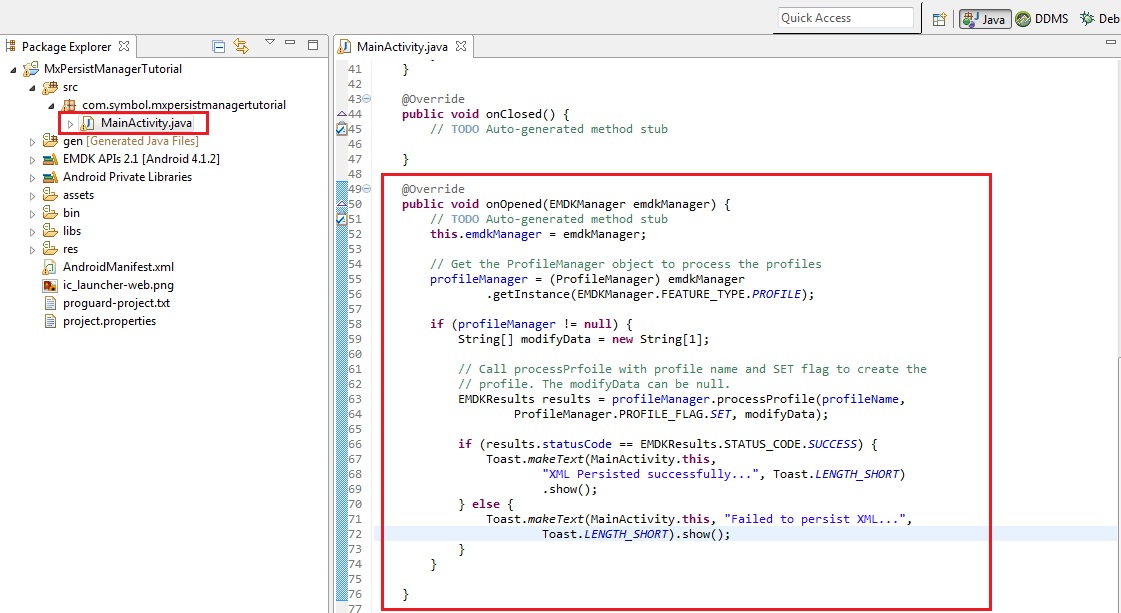 Quick Access
Java
DDMS
Deb
Package Explorer
MxPersistManagerTutorial
src
com.symbol.mxpersistmanagertutorial
MainActivity.java
gen [Generated Java Files]
EMDK APIs 2.1 [Android 4.1.2]
Android Private Libraries
assets
bin
libs
res
AndroidManifest.xml
ic_launcher-web.png
proguard-project.txt
project.properties
MainActivity.java
41 }
42
43 @Override
44 public void onClosed() {
45 // TODO Auto-generated method stub
46
47 }
48
49 @Override
50 public void onOpened(EMDKManager emdkManager) {
51 // TODO Auto-generated method stub
52 this.emdkManager = emdkManager;
53
54 // Get the ProfileManager object to process the profiles
55 profileManager = (ProfileManager) emdkManager
56 .getInstance(EMDKManager.FEATURE_TYPE.PROFILE);
57
58 if (profileManager != null) {
59 String[] modifyData = new String[1];
60
61 // Call processPrfoile with profile name and SET flag to create the
62 // profile. The modifyData can be null.
63 EMDKResults results = profileManager.processProfile(profileName,
64 ProfileManager.PROFILE_FLAG.SET, modifyData);
65
66 if (results.statusCode == EMDKResults.STATUS_CODE.SUCCESS) {
67 Toast.makeText(MainActivity.this,
68 "XML Persisted successfully...", Toast.LENGTH_SHORT)
69 .show();
70 } else {
71 Toast.makeText(MainActivity.this, "Failed to persist XML...",
72 Toast.LENGTH_SHORT).show();
73 }
74 }
75
76 }
77